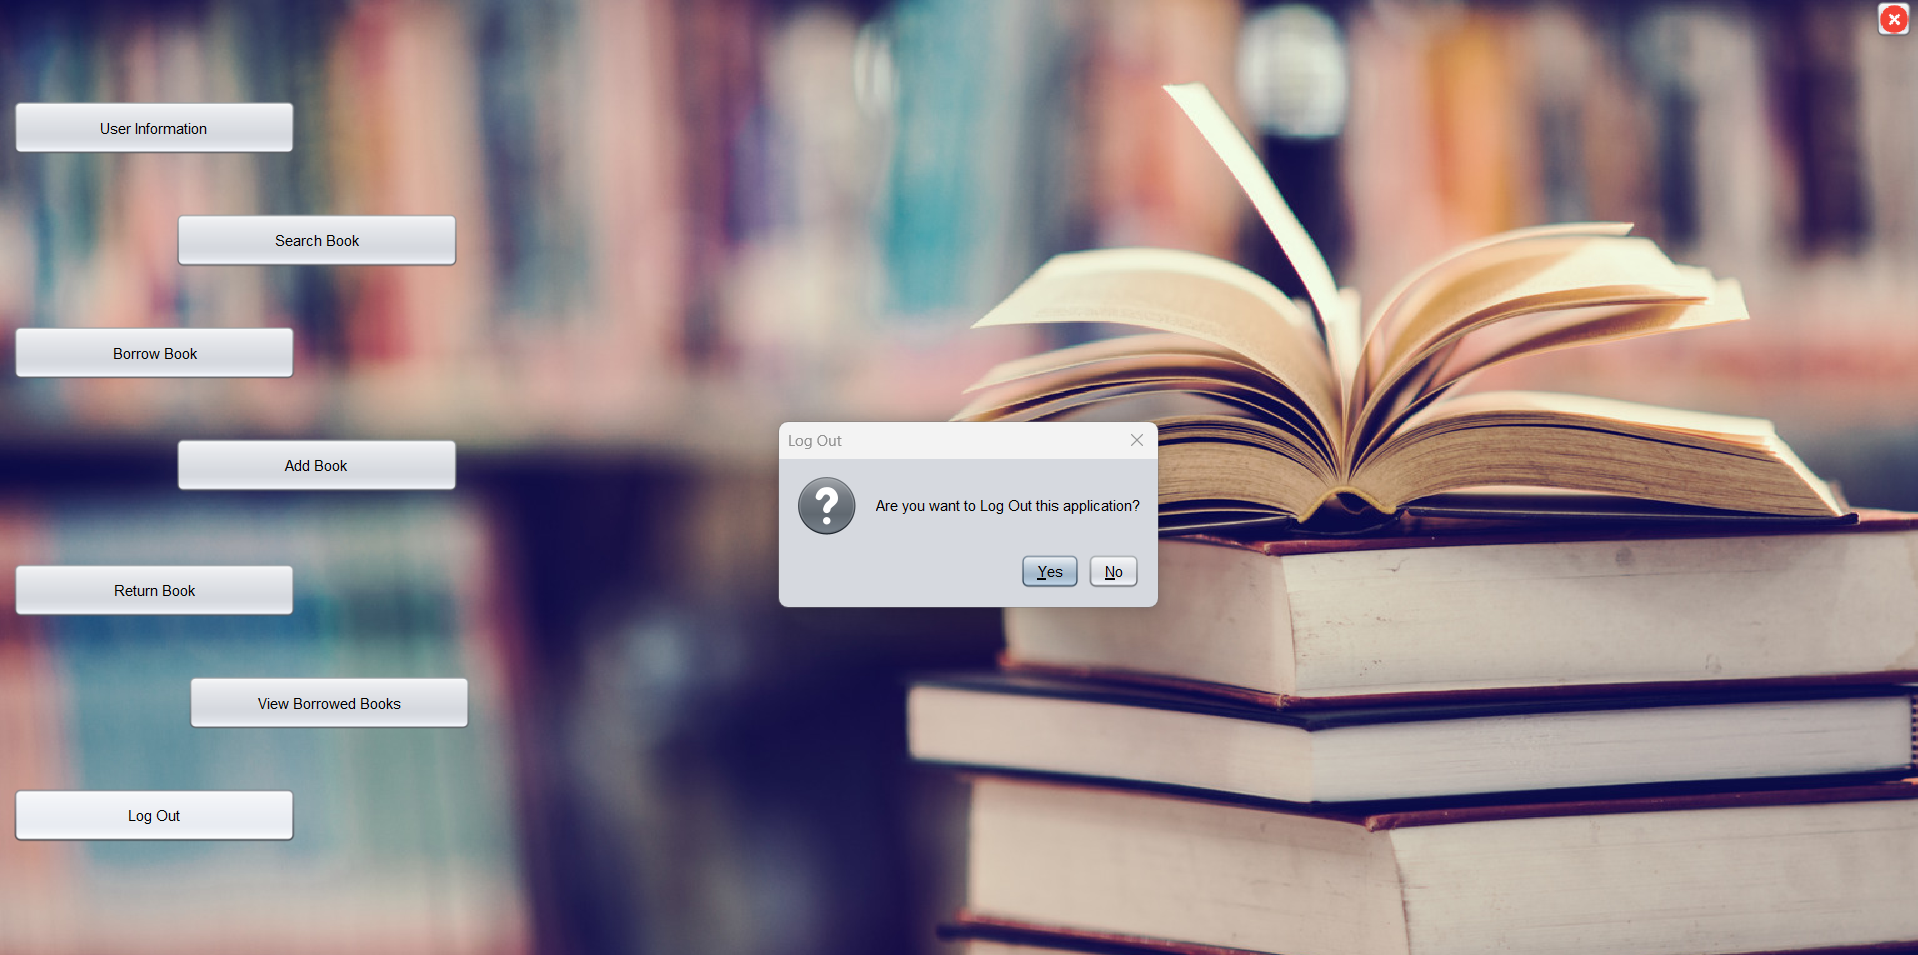 User Information
Search Book
Borrow Book
Add Book
Log Out
Are you want to Log Out this application?
Yes
No
Return Book
View Borrowed Books
Log Out